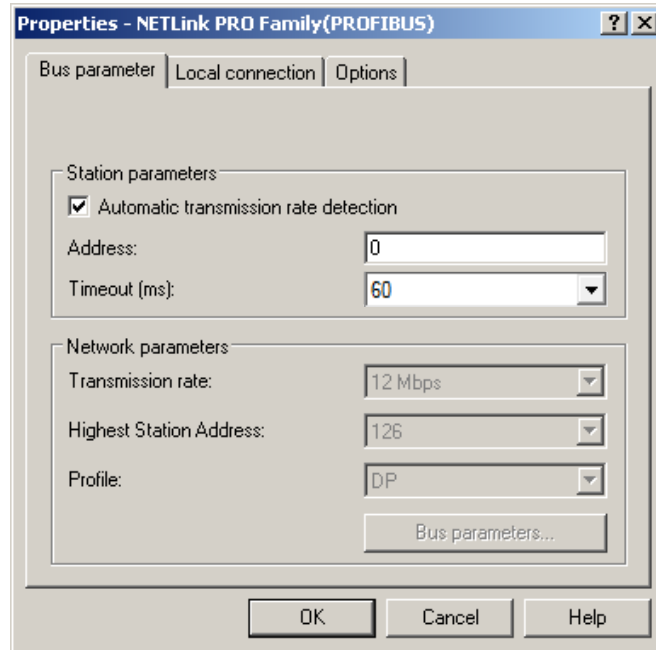 Properties - NETLink PRO Family(PROFIBUS)
Bus parameter Local connection Options
Station parameters
Automatic transmission rate detection
Address: 0
Timeout (ms): 60
Network parameters
Transmission rate: 12 Mbps
Highest Station Address: 126
Profile: DP
Bus parameters...
OK Cancel Help